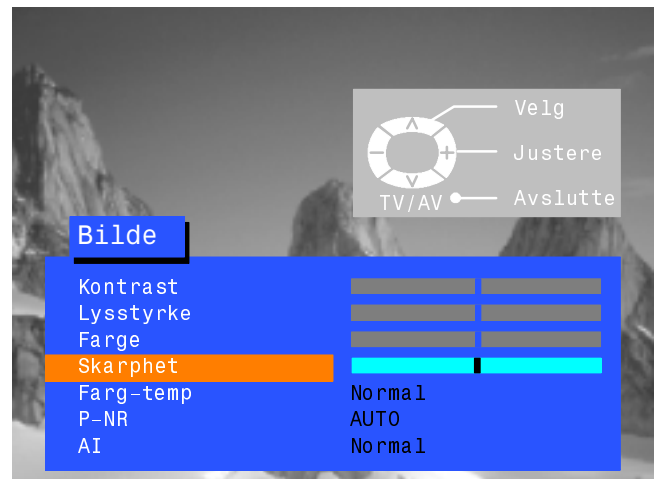 Velg
Justere
TV/AV Avslutte
Bilde
Kontrast
Lysstyrke
Farge
Skarphet
Farg-temp Normal
P-NR AUTO
AI Normal